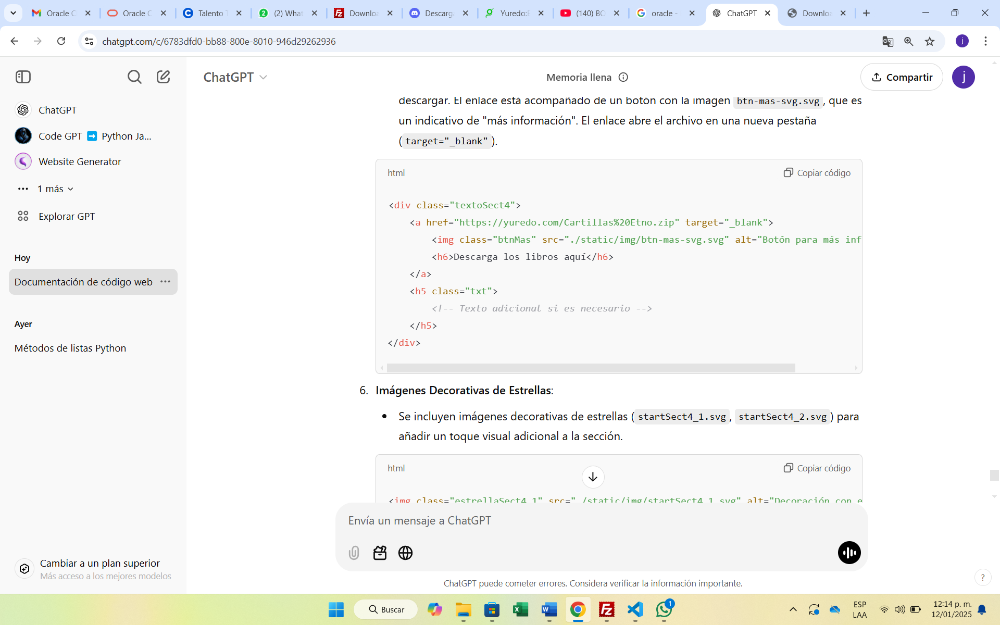 Oracle C
Oracle C
Talento T
(2) What
Downloa
Descarga
Yuredo:E
(140) BO
oracle -
ChatGPT
Downloa
chatgpt.com/c/6783dfd0-bb88-800e-8010-946d29262936
j
ChatGPT
Memoria llena
Compartir
j
ChatGPT
Code GPT ➡ Python Ja...
Website Generator
1 más
Explorar GPT
Hoy
Documentación de código web
Ayer
Métodos de listas Python
Cambiar a un plan superior
Más acceso a los mejores modelos
descargar. El enlace está acompañado de un botón con la imagen btn-mas-svg.svg, que es
un indicativo de "más información". El enlace abre el archivo en una nueva pestaña
(target="_blank").
html
Copiar código
<div class="textoSect4">
<a href="https://yuredo.com/Cartillas%20Etno.zip" target="_blank">
<img class="btnMas" src="./static/img/btn-mas-svg.svg" alt="Botón para más inf
<h6>Descarga los libros aquí</h6>
</a>
<h5 class="txt">
<!-- Texto adicional si es necesario -->
</h5>
</div>
6. Imágenes Decorativas de Estrellas:
• Se incluyen imágenes decorativas de estrellas (startSect4_1.svg, startSect4_2.svg) para
añadir un toque visual adicional a la sección.
html
Copiar código
<img class="estrellaSect4_1" src="./static/img/startSect4_1.svg" alt="Decoración con e
Envía un mensaje a ChatGPT
ChatGPT puede cometer errores. Considera verificar la información importante.
?
Buscar
1
ESP
LAA
12:14 p. m.
12/01/2025